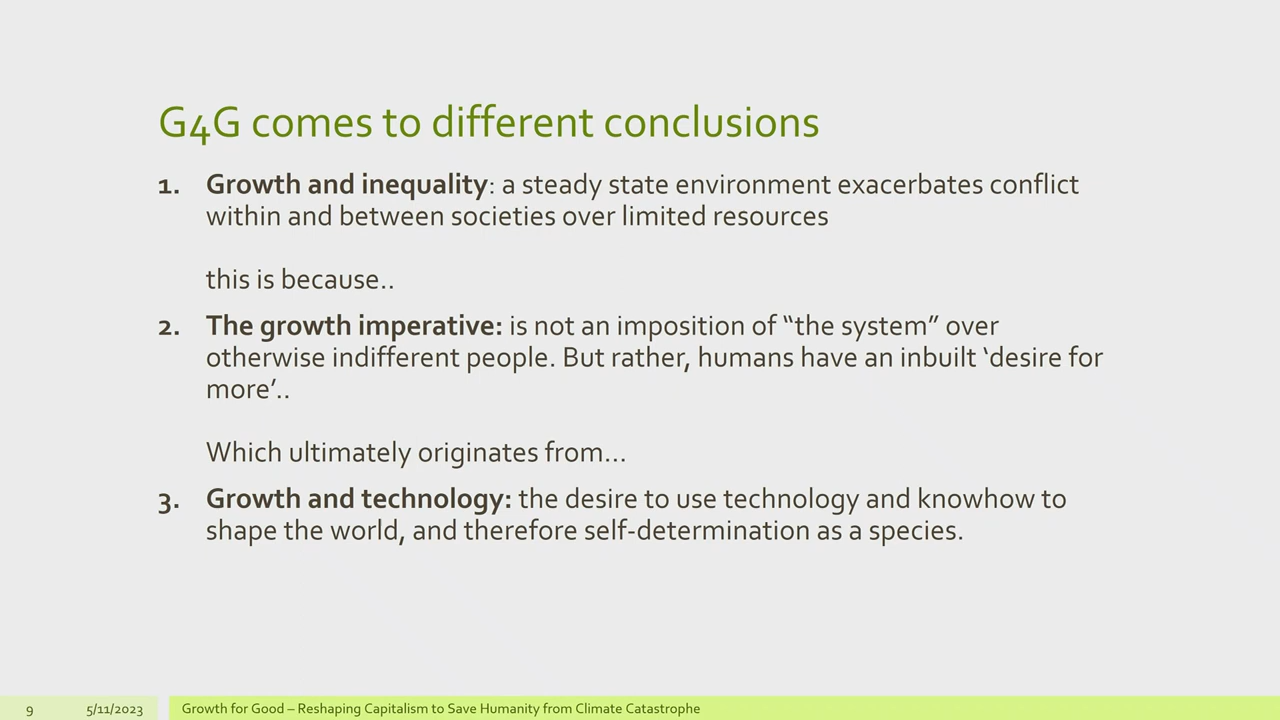 G4G comes to different conclusions
1. Growth and inequality: a steady state environment exacerbates conflict
within and between societies over limited resources
this is because..
2. The growth imperative: is not an imposition of “the system” over
otherwise indifferent people. But rather, humans have an inbuilt ‘desire for
more’..
Which ultimately originates from...
3. Growth and technology: the desire to use technology and knowhow to
shape the world, and therefore self-determination as a species.
9 5/11/2023 Growth for Good – Reshaping Capitalism to Save Humanity from Climate Catastrophe